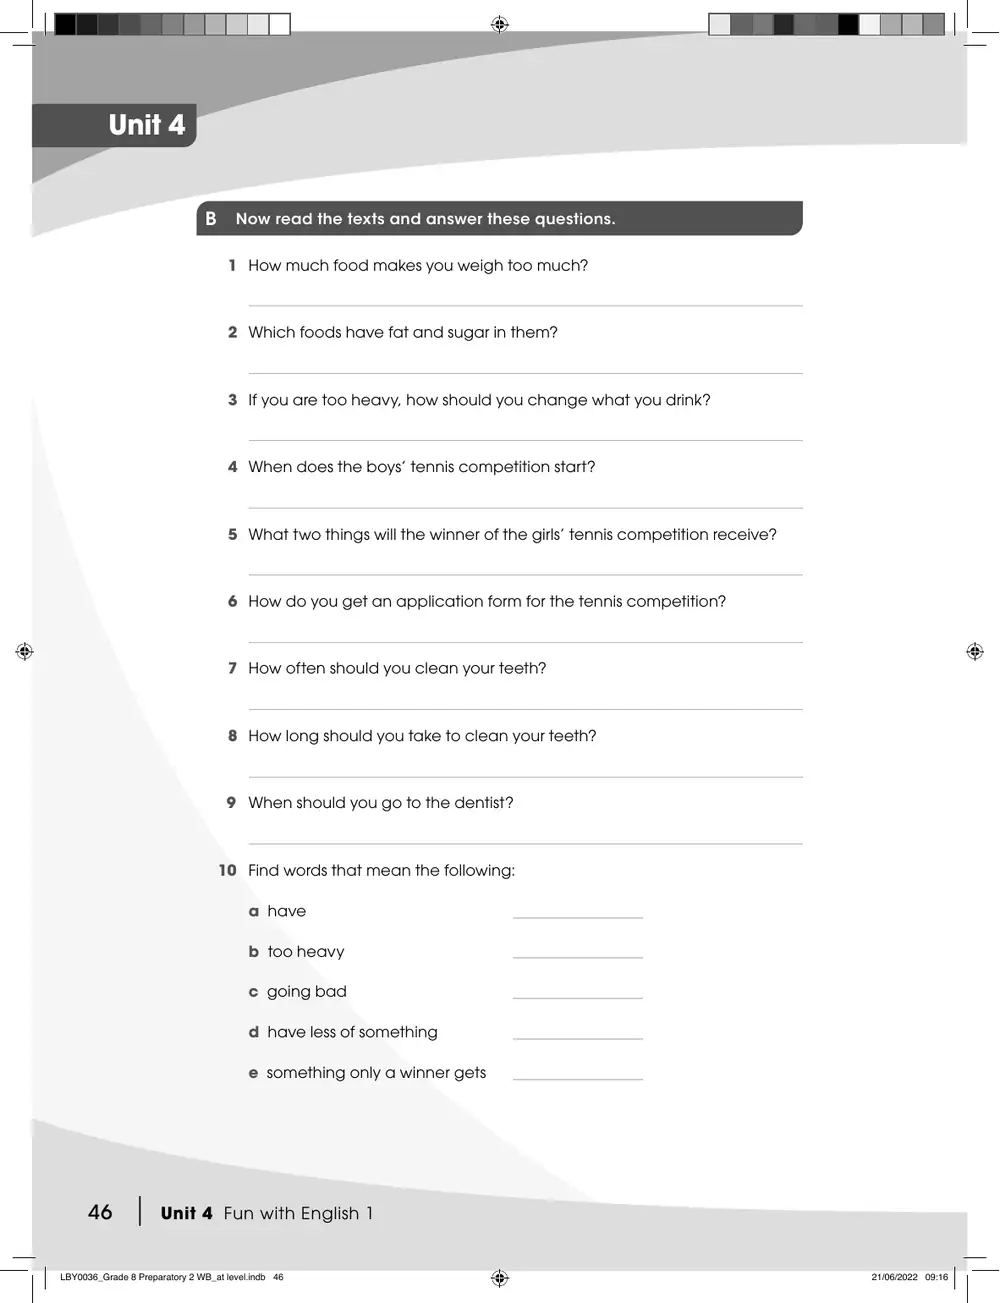 Unit 4
B Now read the texts and answer these questions.
1 How much food makes you weigh too much?
2 Which foods have fat and sugar in them?
3 If you are too heavy, how should you change what you drink?
4 When does the boys’ tennis competition start?
5 What two things will the winner of the girls’ tennis competition receive?
6 How do you get an application form for the tennis competition?
7 How often should you clean your teeth?
8 How long should you take to clean your teeth?
9 When should you go to the dentist?
10 Find words that mean the following:
a have
b too heavy
c going bad
d have less of something
e something only a winner gets
46 Unit 4 Fun with English 1
LBY0036_Grade 8 Preparatory 2 WB_at level.indb 46 21/06/2022 09:16